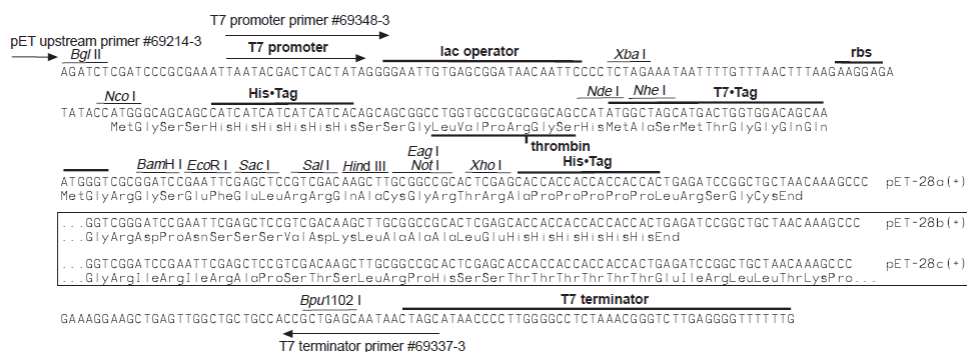 T7 promoter primer #69348-3
pET upstream primer #69214-3
Bgl II T7 promoter lac operator Xba I rbs
AGATCTCGATCCCGCGAAATTAATACGACTCACTATAGGGGAATTGTGAGCGGATAACAATTCCCCTCTAGAAATAATTTTGTTTAACTTTAAGAAGGAGA
Nco I His•Tag Nde I Nhe I T7•Tag
TATACCATGGGCAGCAGCCATCATCATCATCATCACAGCAGCGGCCTGGTGCCGCGCGGCAGCCATATGGCTAGCATGACTGGTGGACAGCAA
MetGlySerSerHisHisHisHisHisHisSerSerGlyLeuValProArgGlySerHisMetAlaSerMetThrGlyGlyGlnGln
thrombin
BamH I EcoR I Sac I Sal I Hind III Eag I Not I Xho I His•Tag
ATGGGTCGCGGATCCGAATTCGAGCTCCGTCGACAAGCTTGCGGCCGCACTCGAGCACCACCACCACCACCACTGAGATCCGGCTGCTAACAAAGCCC pET-28a(+)
MetGlyArgGlySerGluPheGluLeuArgArgGlnAlaCysGlyArgThrArgAlaProProProProProLeuArgSerGlyCysEnd
...GGTCGGGATCCGAATTCGAGCTCCGTCGACAAGCTTGCGGCCGCACTCGAGCACCACCACCACCACCACTGAGATCCGGCTGCTAACAAAGCCC pET-28b(+)
...GlyArgAspProAsnSerSerSerValAspLysLeuAlaAlaAlaLeuGluHisHisHisHisHisHisEnd
...GGTCGGATCCGAATTCGAGCTCCGTCGACAAGCTTGCGGCCGCACTCGAGCACCACCACCACCACCACTGAGATCCGGCTGCTAACAAAGCCC pET-28c(+)
...GlyArgIleArgIleArgAlaProSerThrSerLeuArgProHisSerSerThrThrThrThrThrThrGluIleArgLeuLeuThrLysPro...
Bpu1102 I T7 terminator
GAAAGGAAGCTGAGTTGGCTGCTGCCACCGCTGAGCAATAACTAGCATAACCCCTTGGGGCCTCTAAACGGGTCTTGAGGGGTTTTTTG
T7 terminator primer #69337-3